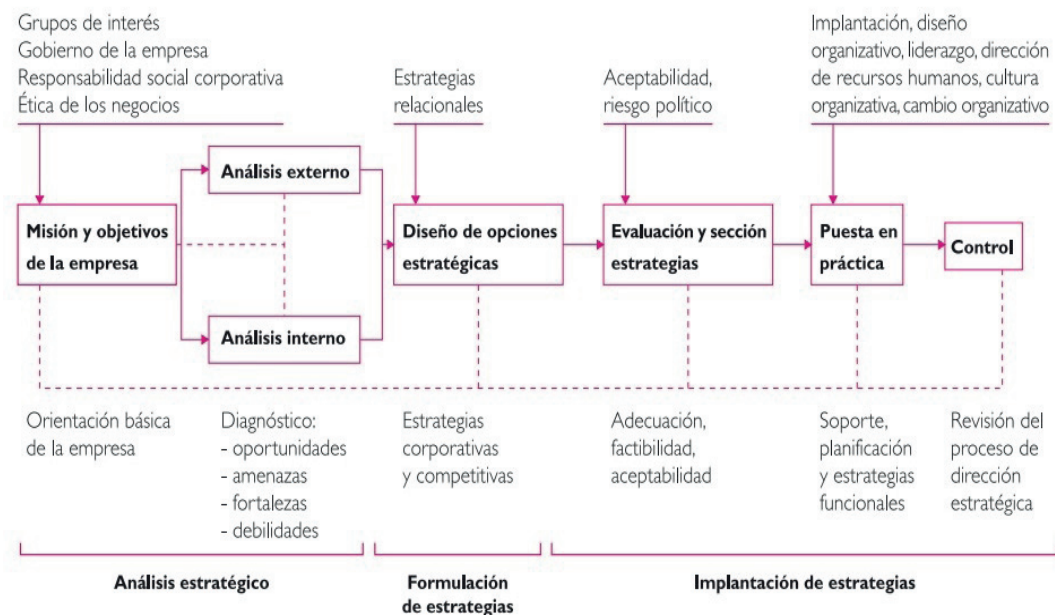 Grupos de interés
Gobierno de la empresa
Responsabilidad social corporativa
Ética de los negocios
Estrategias
relacionales
Aceptabilidad,
riesgo político
Implantación, diseño
organizativo, liderazgo, dirección
de recursos humanos, cultura
organizativa, cambio organizativo
Misión y objetivos
de la empresa
Análisis externo
Análisis interno
Diseño de opciones
estratégicas
Evaluación y sección
estrategias
Puesta en
práctica
Control
Orientación básica
de la empresa
Diagnóstico:
- oportunidades
- amenazas
- fortalezas
- debilidades
Estrategias
corporativas
y competitivas
Adecuación,
factibilidad,
aceptabilidad
Soporte,
planificación
y estrategias
funcionales
Revisión del
proceso de
dirección
estratégica
Análisis estratégico
Formulación
de estrategias
Implantación de estrategias